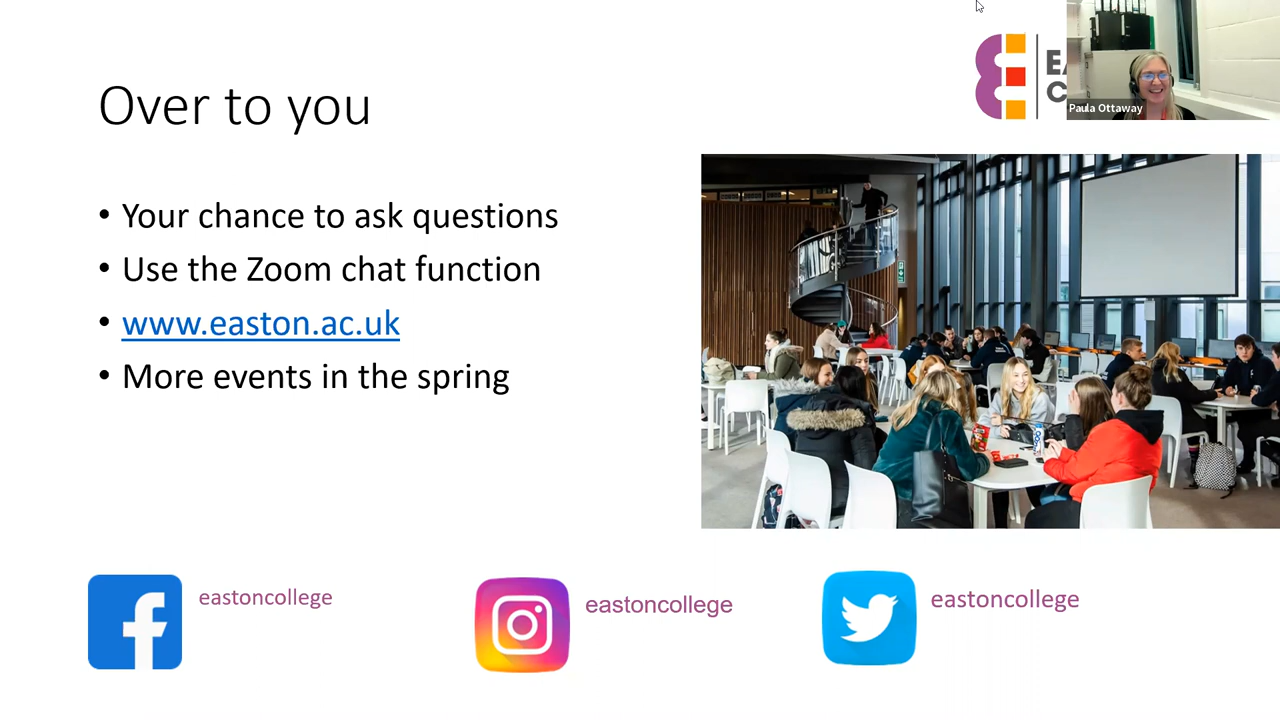 Over to you
Paula Ottaway
• Your chance to ask questions
• Use the Zoom chat function
• www.easton.ac.uk
• More events in the spring
eastoncollege
eastoncollege
eastoncollege